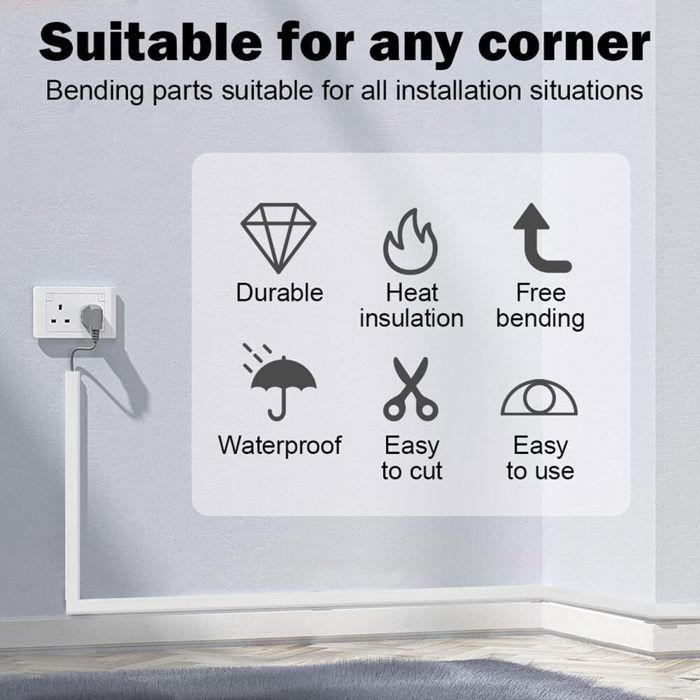 Suitable for any corner
Bending parts suitable for all installation situations
Durable
Heat
insulation
Free
bending
Waterproof
Easy
to cut
Easy
to use